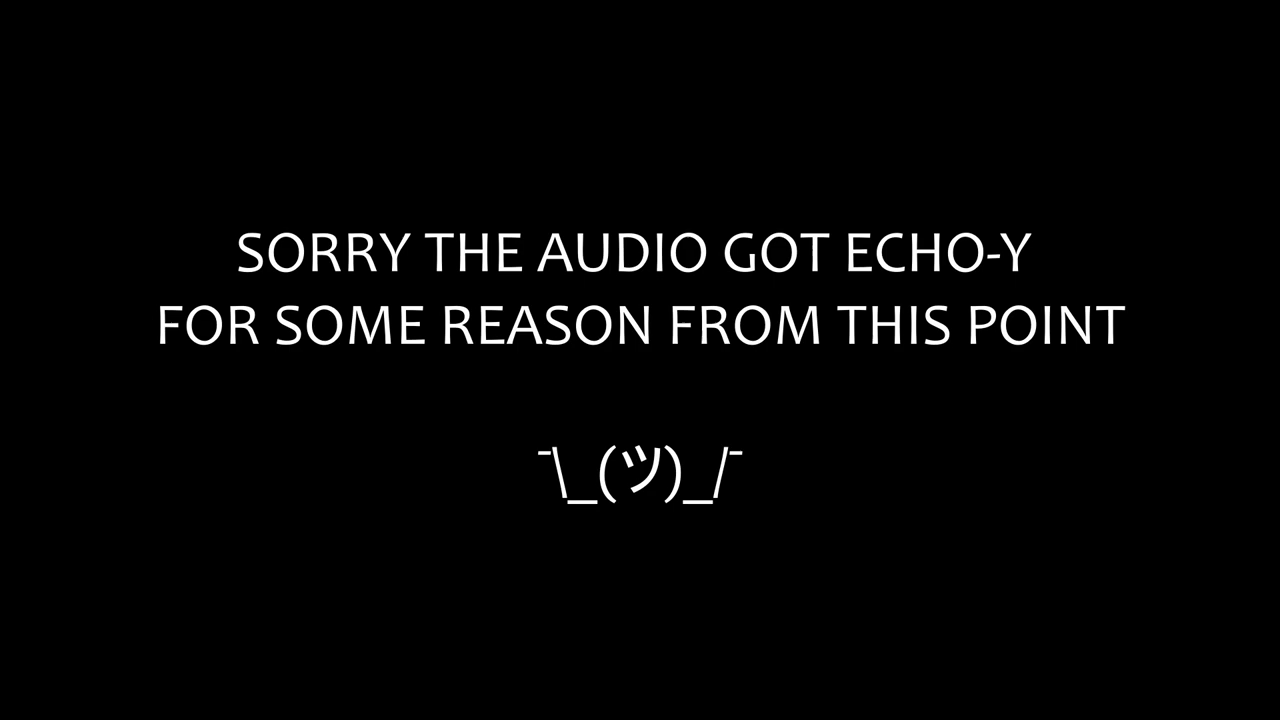 SORRY THE AUDIO GOT ECHO-Y
FOR SOME REASON FROM THIS POINT
¯\_(ツ)_/¯